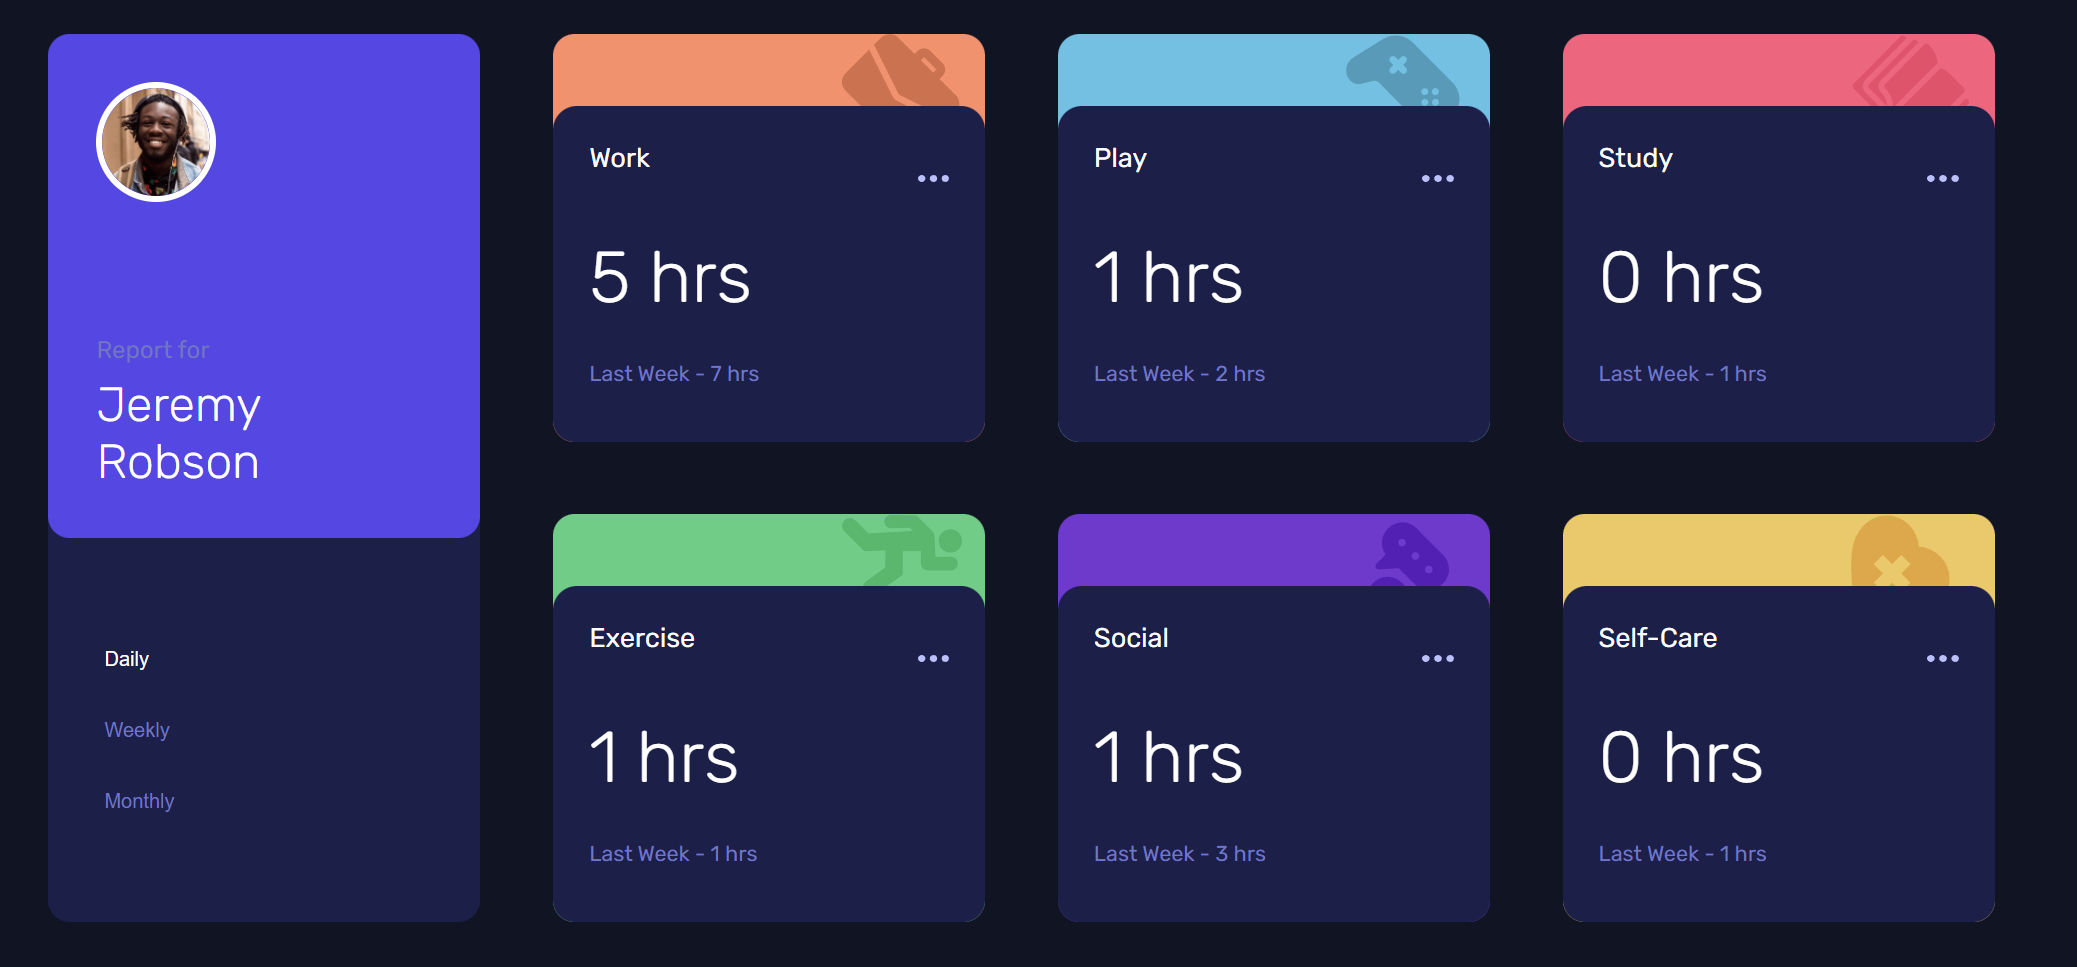 Report for
Jeremy
Robson
Daily
Weekly
Monthly
Work
5 hrs
Last Week - 7 hrs
Play
1 hrs
Last Week - 2 hrs
Study
0 hrs
Last Week - 1 hrs
Exercise
1 hrs
Last Week - 1 hrs
Social
1 hrs
Last Week - 3 hrs
Self-Care
0 hrs
Last Week - 1 hrs